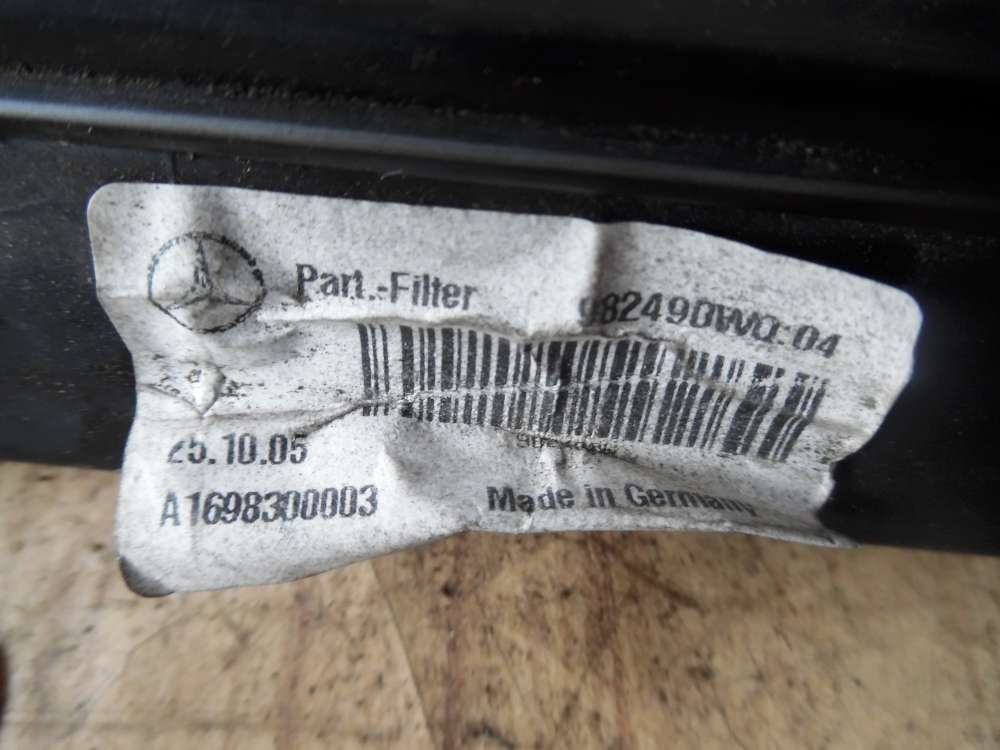 Part.-Filter
982490WQ:04
25.10.05
A1698300003
Made in Germany